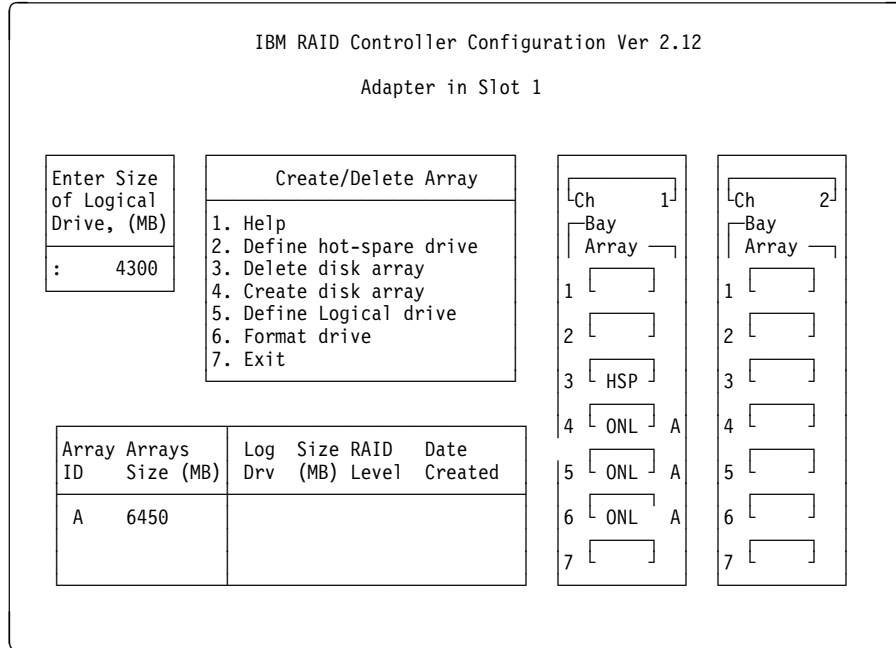 IBM RAID Controller Configuration Ver 2.12
Adapter in Slot 1
Enter Size
of Logical
Drive, (MB)
: 4300
Create/Delete Array
1. Help
2. Define hot-spare drive
3. Delete disk array
4. Create disk array
5. Define Logical drive
6. Format drive
7. Exit
Array Arrays Log Size RAID Date
ID Size (MB) Drv (MB) Level Created
A 6450
Ch 1
Bay
Array
1
2
3 HSP
4 ONL A
5 ONL A
6 ONL A
7
Ch 2
Bay
Array
1
2
3
4
5
6
7